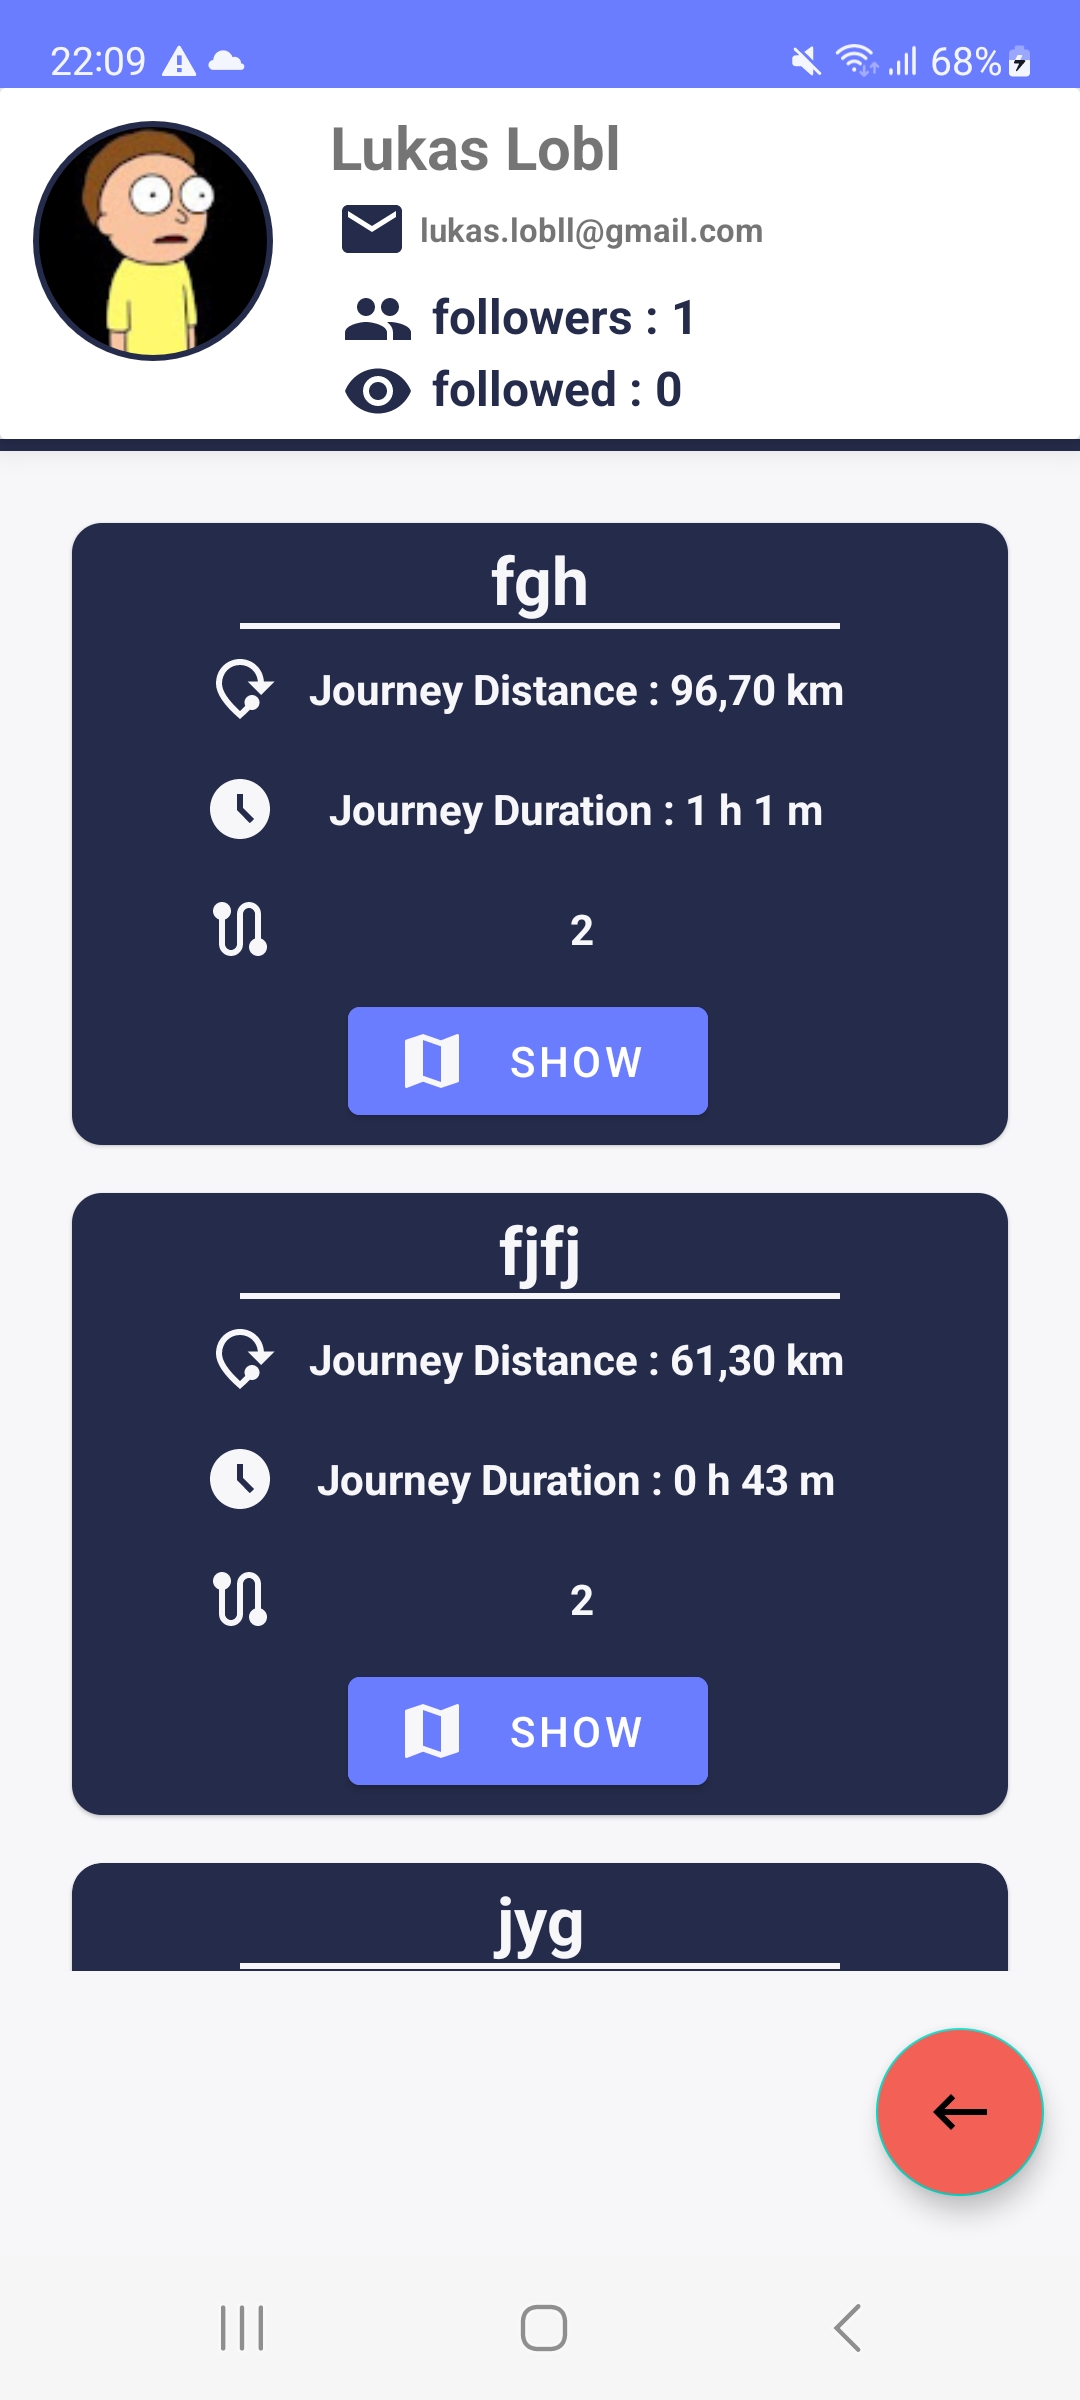 22:09
68%
Lukas Lobl
lukas.lobll@gmail.com
followers : 1
followed : 0
fgh
Journey Distance : 96,70 km
Journey Duration : 1 h 1 m
2
SHOW
fjfj
Journey Distance : 61,30 km
Journey Duration : 0 h 43 m
2
SHOW
jyg